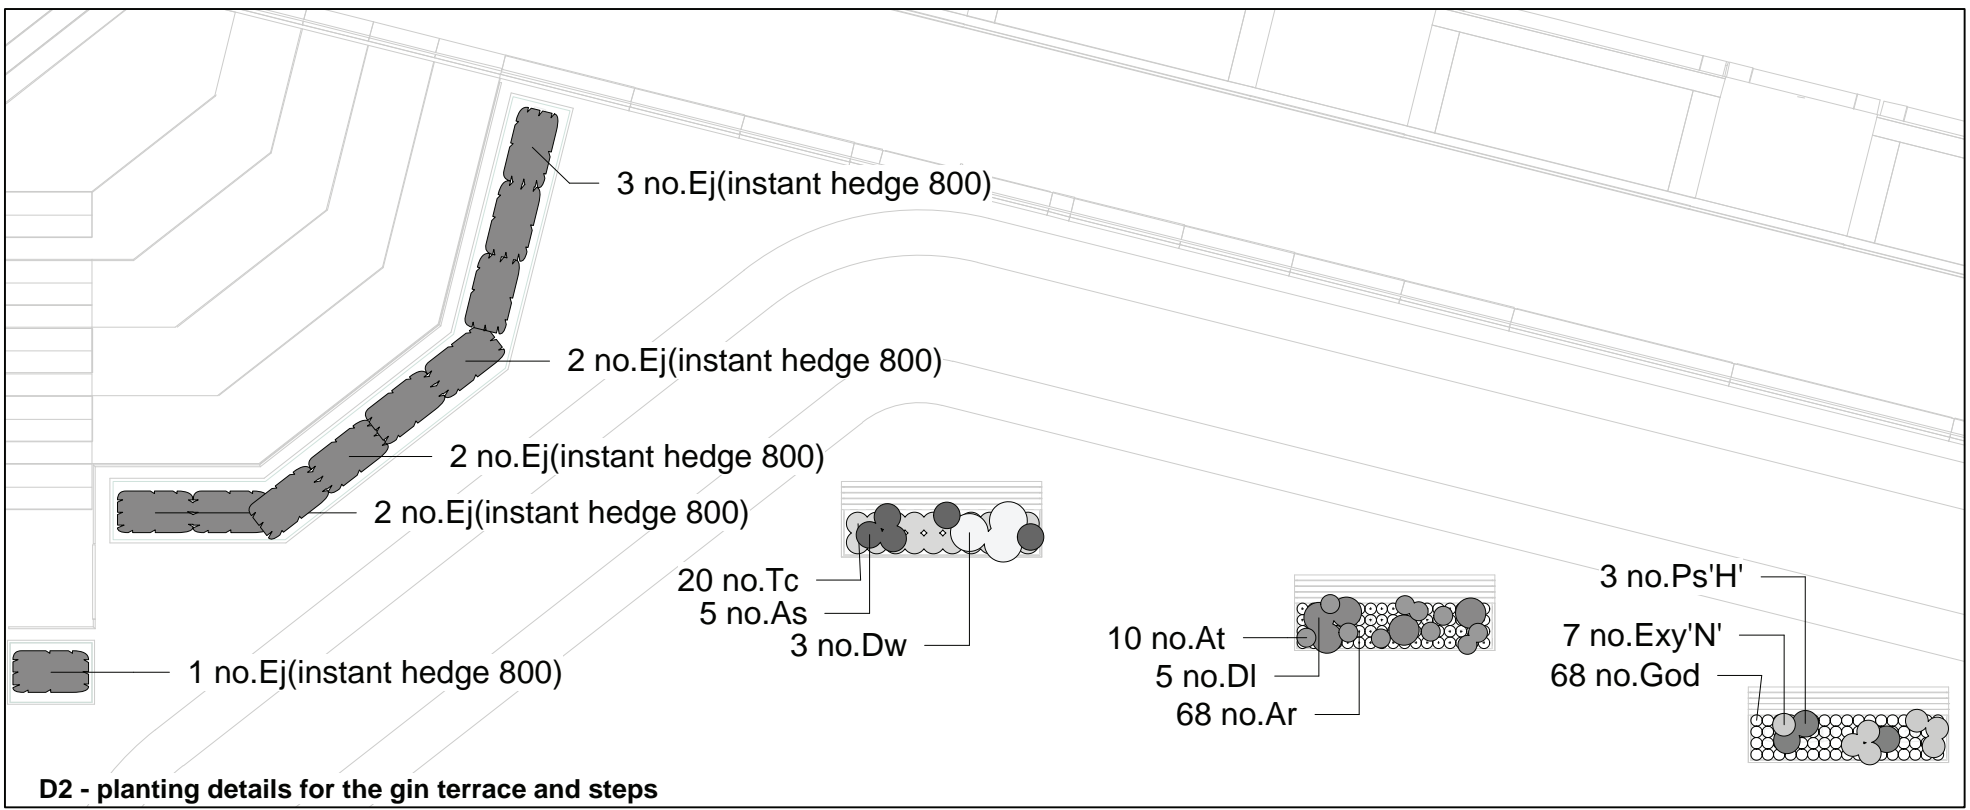 3 no.Ej(instant hedge 800)
2 no.Ej(instant hedge 800)
2 no.Ej(instant hedge 800)
2 no.Ej(instant hedge 800)
1 no.Ej(instant hedge 800)
20 no.Tc
5 no.As
3 no.Dw
10 no.At
5 no.Dl
68 no.Ar
3 no.Ps'H'
7 no.Exy'N'
68 no.God
D2 - planting details for the gin terrace and steps